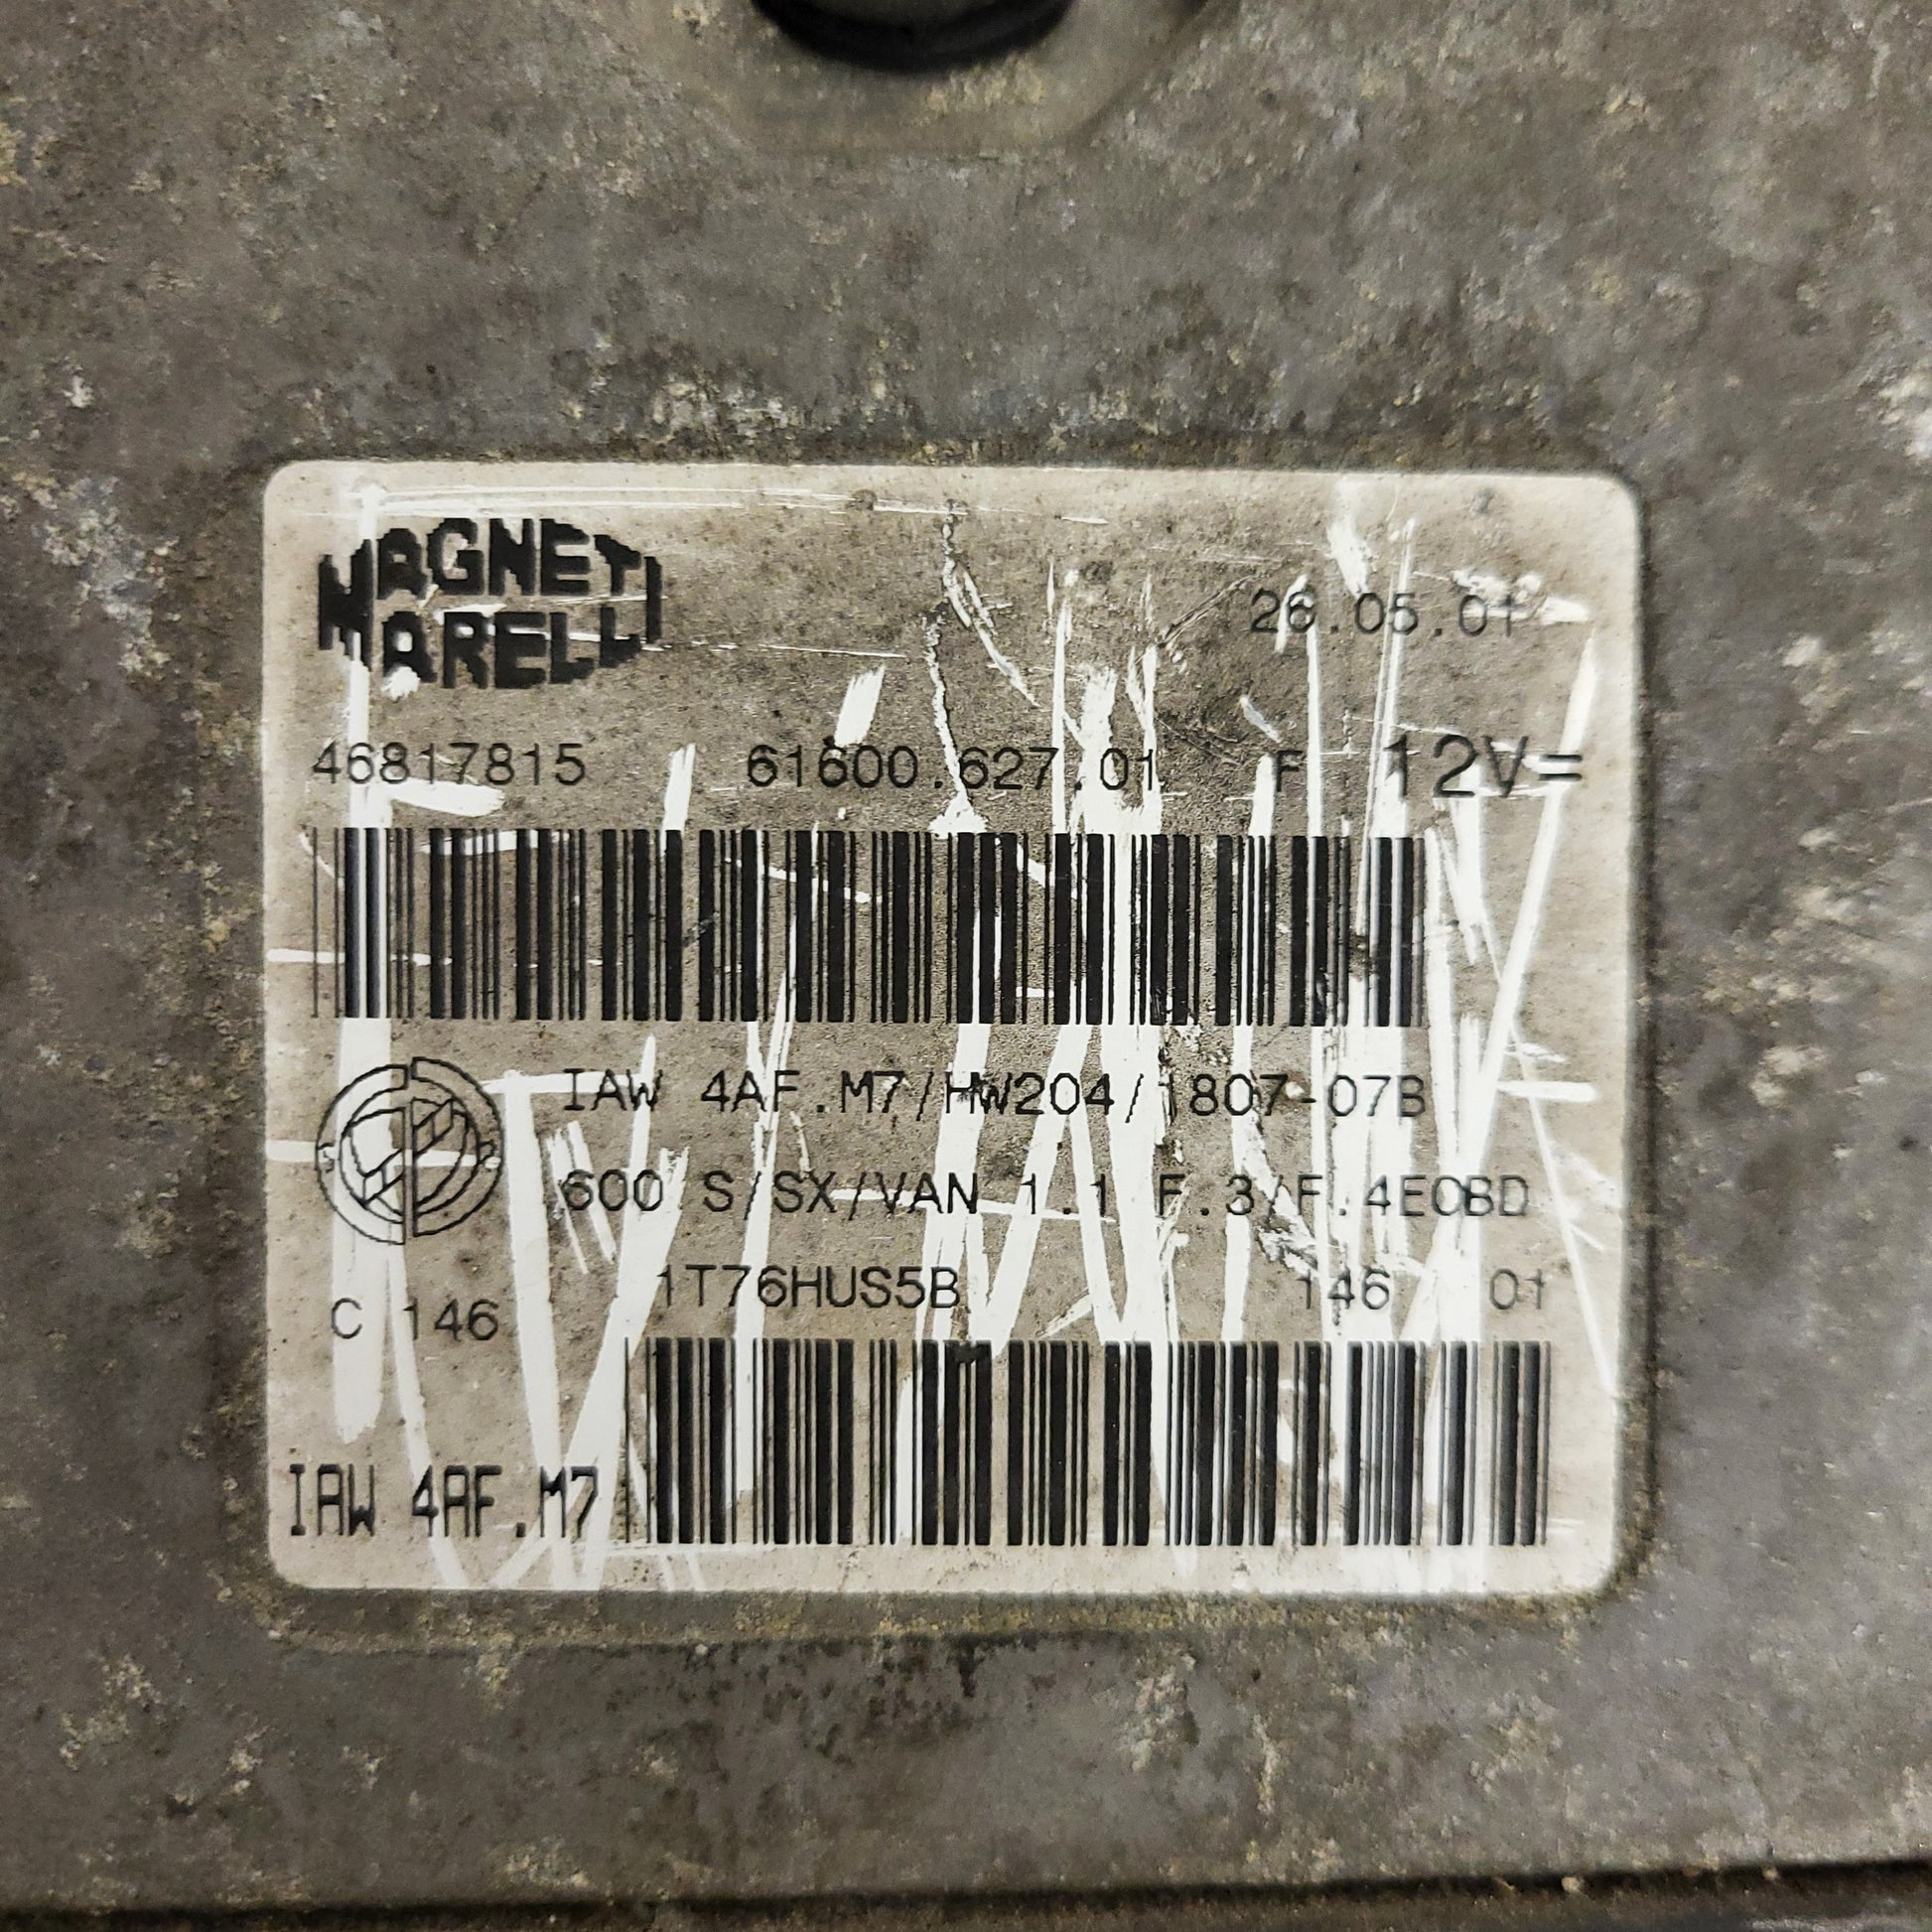 MAGNETI
MARELLI
26.05.01
46817815 61600.627.01 F 12V=
IAW 4AF.M7/HW204/1807-07B
600 S/SX/VAN 1.1 F.3/F.4EOBD
C 146 1T76HUS5B 146 01
IAW 4AF.M7